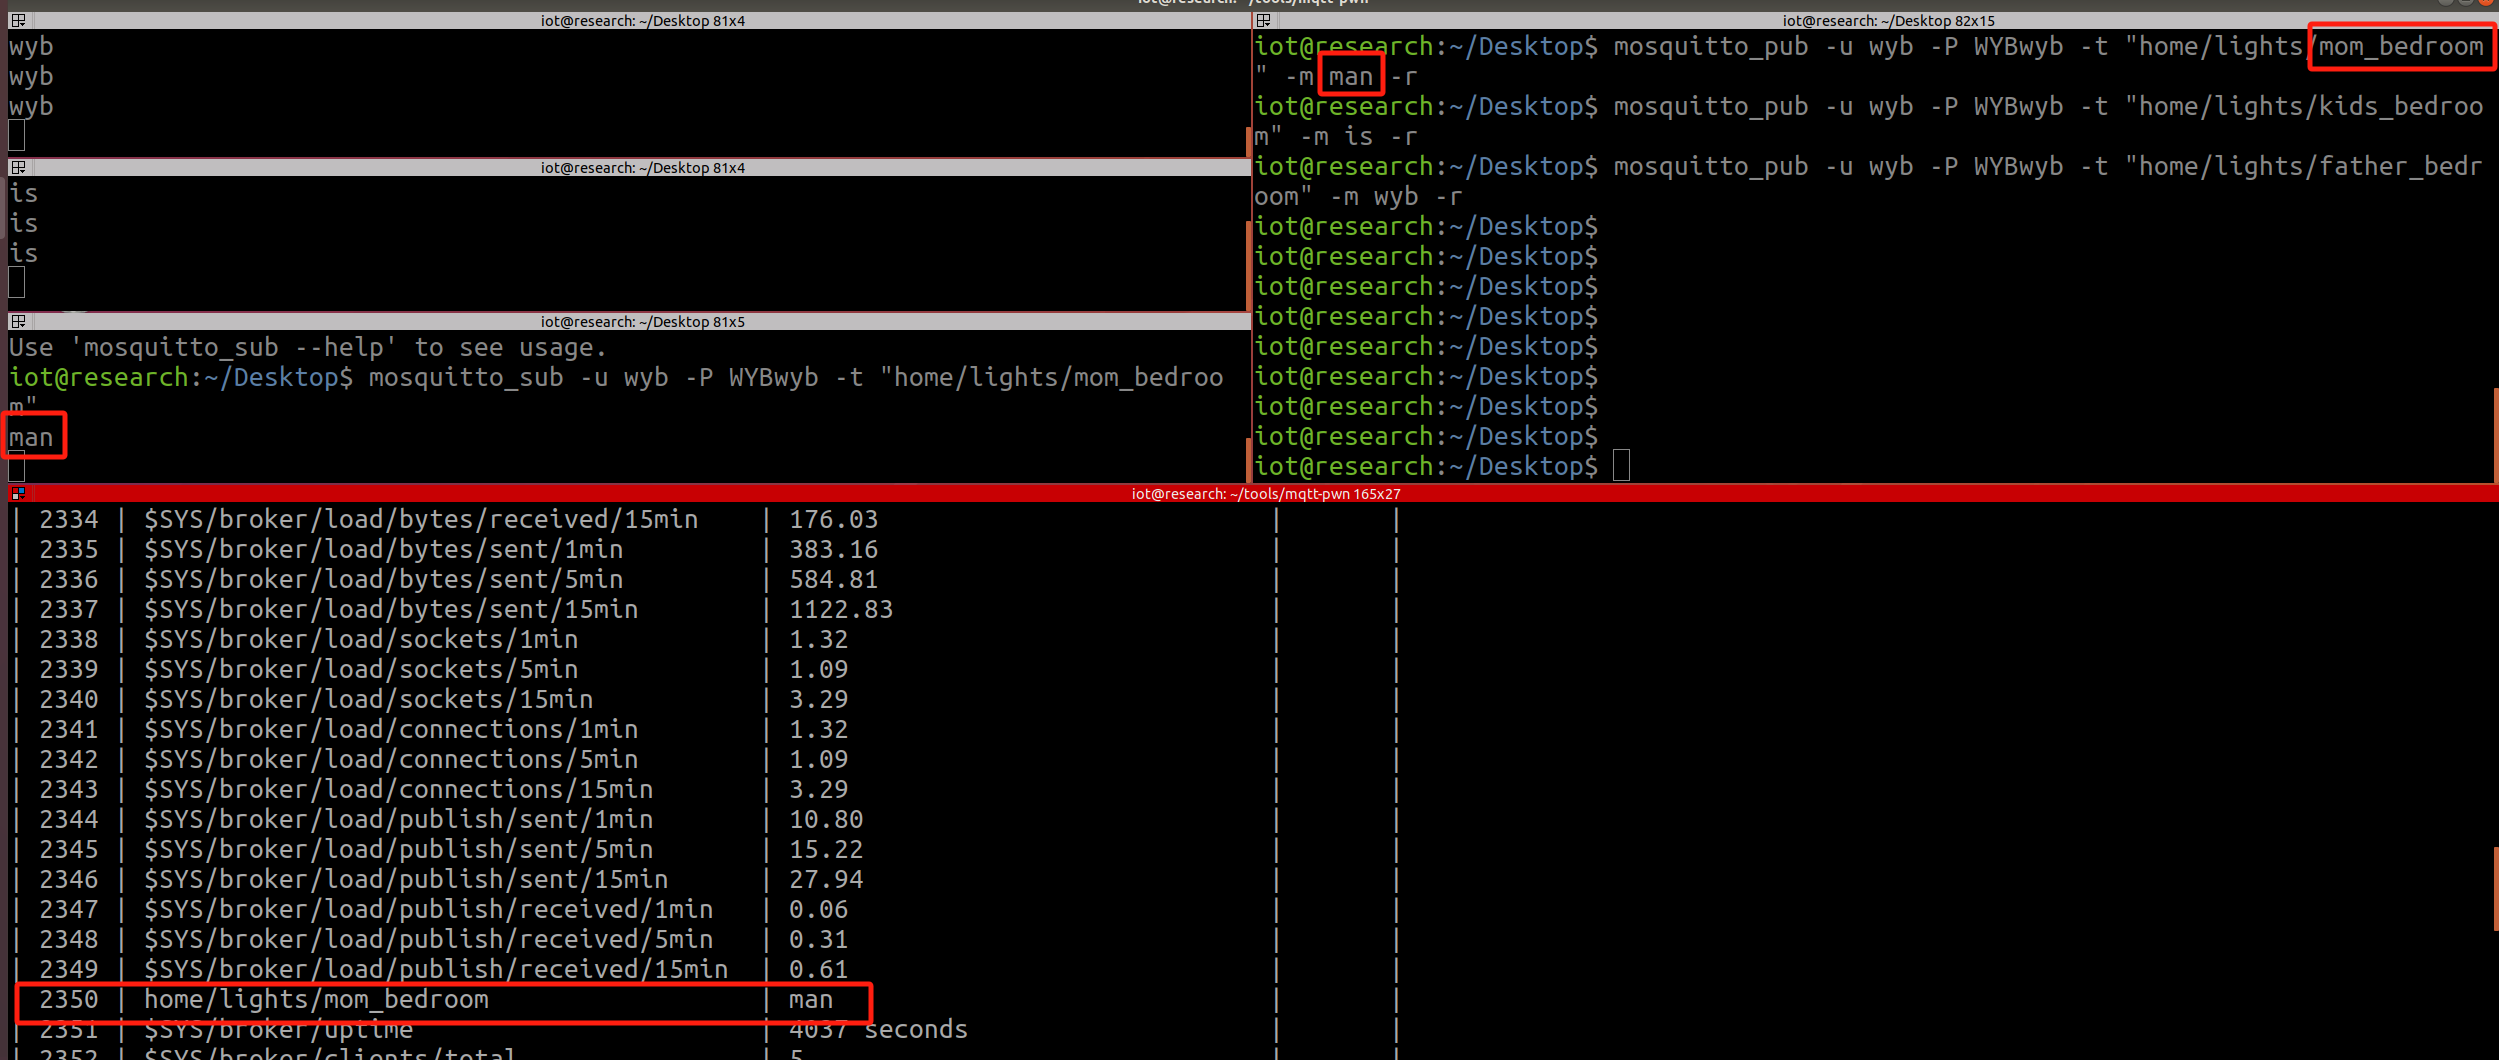 iot@research: ~/tools/mqtt-pwn
iot@research: ~/Desktop 81x4
wyb
wyb
wyb
iot@research: ~/Desktop 81x4
is
is
is
iot@research: ~/Desktop 81x5
Use 'mosquitto_sub --help' to see usage.
iot@research:~/Desktop$ mosquitto_sub -u wyb -P WYBwyb -t "home/lights/mom_bedroo
m"
man
iot@research: ~/Desktop 82x15
iot@research:~/Desktop$ mosquitto_pub -u wyb -P WYBwyb -t "home/lights/mom_bedroom
" -m man -r
iot@research:~/Desktop$ mosquitto_pub -u wyb -P WYBwyb -t "home/lights/kids_bedroo
m" -m is -r
iot@research:~/Desktop$ mosquitto_pub -u wyb -P WYBwyb -t "home/lights/father_bedr
oom" -m wyb -r
iot@research:~/Desktop$
iot@research:~/Desktop$
iot@research:~/Desktop$
iot@research:~/Desktop$
iot@research:~/Desktop$
iot@research:~/Desktop$
iot@research:~/Desktop$
iot@research:~/Desktop$
iot@research:~/Desktop$
iot@research: ~/tools/mqtt-pwn 165x27
| 2334 | $SYS/broker/load/bytes/received/15min | 176.03 | |
| 2335 | $SYS/broker/load/bytes/sent/1min | 383.16 | |
| 2336 | $SYS/broker/load/bytes/sent/5min | 584.81 | |
| 2337 | $SYS/broker/load/bytes/sent/15min | 1122.83 | |
| 2338 | $SYS/broker/load/sockets/1min | 1.32 | |
| 2339 | $SYS/broker/load/sockets/5min | 1.09 | |
| 2340 | $SYS/broker/load/sockets/15min | 3.29 | |
| 2341 | $SYS/broker/load/connections/1min | 1.32 | |
| 2342 | $SYS/broker/load/connections/5min | 1.09 | |
| 2343 | $SYS/broker/load/connections/15min | 3.29 | |
| 2344 | $SYS/broker/load/publish/sent/1min | 10.80 | |
| 2345 | $SYS/broker/load/publish/sent/5min | 15.22 | |
| 2346 | $SYS/broker/load/publish/sent/15min | 27.94 | |
| 2347 | $SYS/broker/load/publish/received/1min | 0.06 | |
| 2348 | $SYS/broker/load/publish/received/5min | 0.31 | |
| 2349 | $SYS/broker/load/publish/received/15min | 0.61 | |
| 2350 | home/lights/mom_bedroom | man | |
| 2351 | $SYS/broker/uptime | 4037 seconds | |
| 2352 | $SYS/broker/clients/total | 5 | |